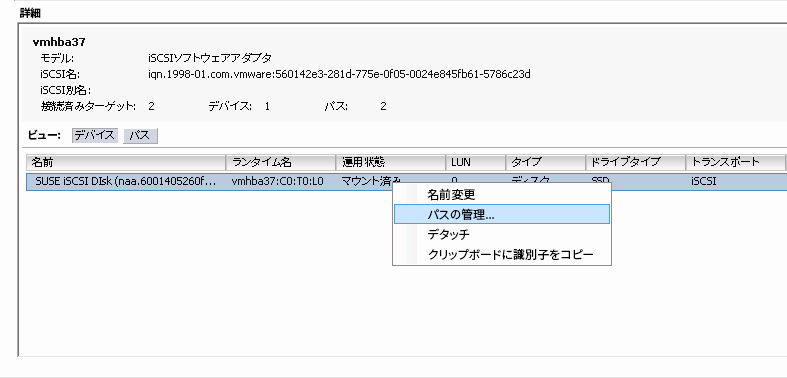 詳細
vmhba37
モデル: iSCSIソフトウェアアダプタ
iSCSI名: iqn.1998-01.com.vmware:560142e3-281d-775e-0f05-0024e845fb61-5786c23d
iSCSI別名:
接続済みターゲット: 2 デバイス: 1 パス: 2
ビュー: デバイス パス
名前 ランタイム名 運用状態 LUN タイプ ドライブタイプ トランスポート
SUSE iSCSI DIsk (naa.6001405260f... vmhba37:C0:T0:L0 マウント済み 0 ディスク SSD iSCSI
名前変更
パスの管理...
デタッチ
クリップボードに識別子をコピー